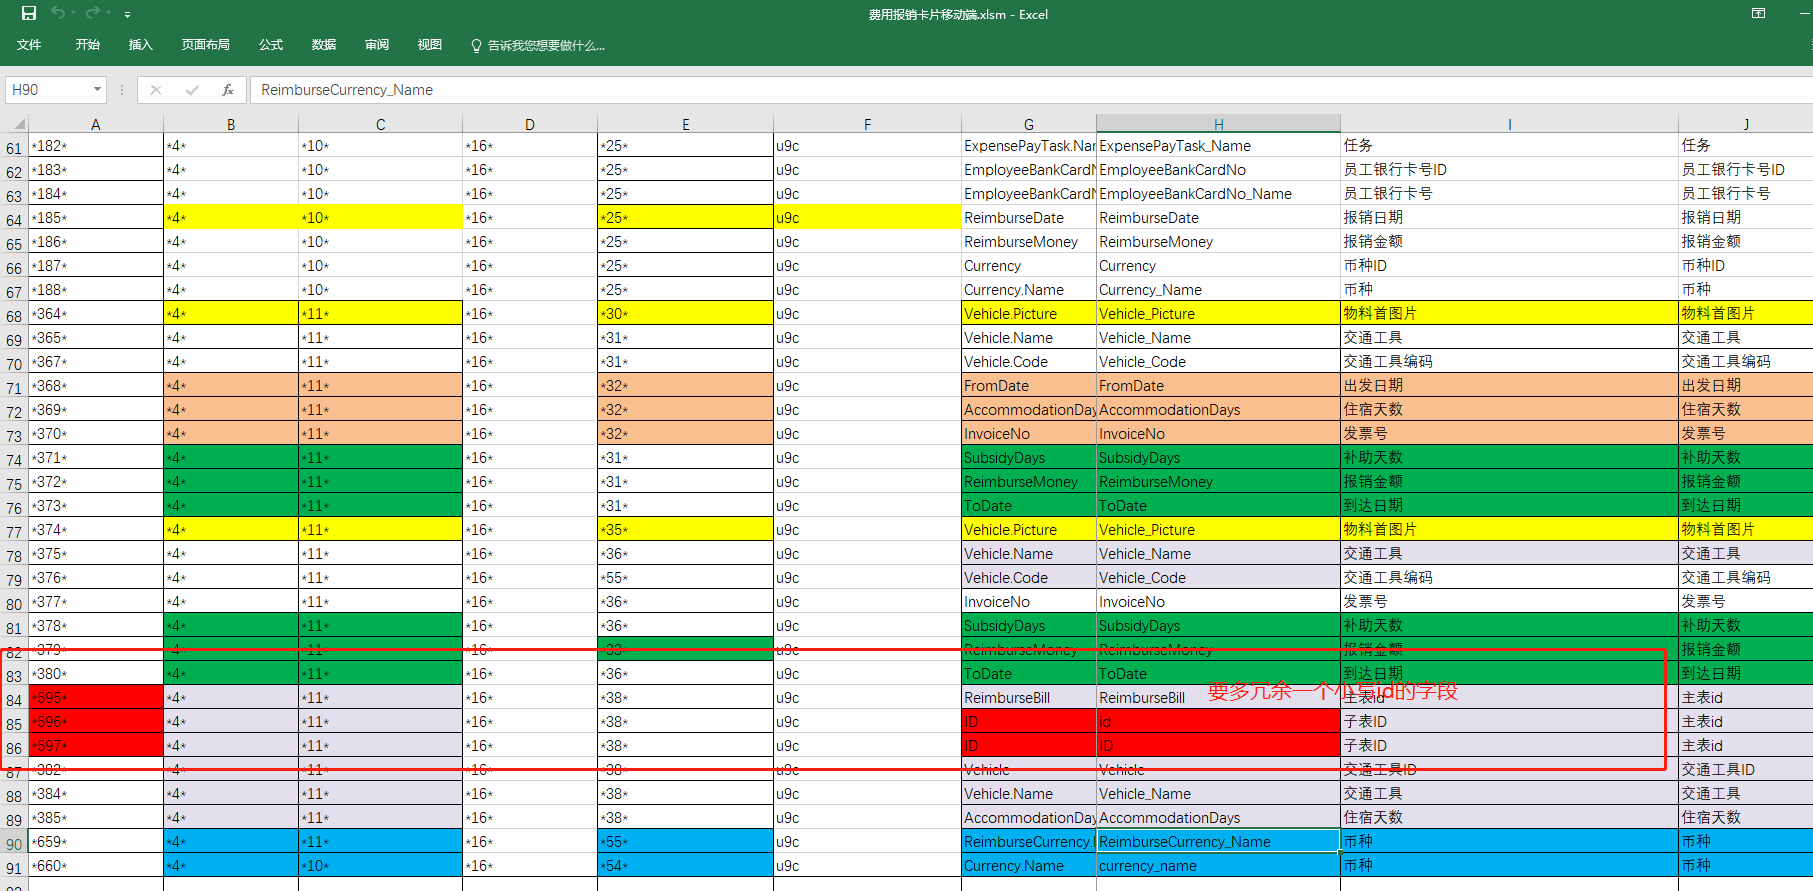 费用报销卡片移动端.xlsm - Excel
文件 开始 插入 页面布局 公式 数据 审阅 视图 告诉我您想要做什么...
H90 fx ReimburseCurrency_Name
A B C D E F G H I J
61 *182* *4* *10* *16* *25* u9c ExpensePayTask.Nar ExpensePayTask_Name 任务 任务
62 *183* *4* *10* *16* *25* u9c EmployeeBankCardN EmployeeBankCardNo 员工银行卡号ID 员工银行卡号ID
63 *184* *4* *10* *16* *25* u9c EmployeeBankCardN EmployeeBankCardNo_Name 员工银行卡号 员工银行卡号
64 *185* *4* *10* *16* *25* u9c ReimburseDate ReimburseDate 报销日期 报销日期
65 *186* *4* *10* *16* *25* u9c ReimburseMoney ReimburseMoney 报销金额 报销金额
66 *187* *4* *10* *16* *25* u9c Currency Currency 币种ID 币种ID
67 *188* *4* *10* *16* *25* u9c Currency.Name Currency_Name 币种 币种
68 *364* *4* *11* *16* *30* u9c Vehicle.Picture Vehicle_Picture 物料首图片 物料首图片
69 *365* *4* *11* *16* *31* u9c Vehicle.Name Vehicle_Name 交通工具 交通工具
70 *367* *4* *11* *16* *31* u9c Vehicle.Code Vehicle_Code 交通工具编码 交通工具编码
71 *368* *4* *11* *16* *32* u9c FromDate FromDate 出发日期 出发日期
72 *369* *4* *11* *16* *32* u9c AccommodationDay AccommodationDays 住宿天数 住宿天数
73 *370* *4* *11* *16* *32* u9c InvoiceNo InvoiceNo 发票号 发票号
74 *371* *4* *11* *16* *31* u9c SubsidyDays SubsidyDays 补助天数 补助天数
75 *372* *4* *11* *16* *31* u9c ReimburseMoney ReimburseMoney 报销金额 报销金额
76 *373* *4* *11* *16* *31* u9c ToDate ToDate 到达日期 到达日期
77 *374* *4* *11* *16* *35* u9c Vehicle.Picture Vehicle_Picture 物料首图片 物料首图片
78 *375* *4* *11* *16* *36* u9c Vehicle.Name Vehicle_Name 交通工具 交通工具
79 *376* *4* *11* *16* *55* u9c Vehicle.Code Vehicle_Code 交通工具编码 交通工具编码
80 *377* *4* *11* *16* *36* u9c InvoiceNo InvoiceNo 发票号 发票号
81 *378* *4* *11* *16* *36* u9c SubsidyDays SubsidyDays 补助天数 补助天数
82 *379* *4* *11* *16* *33* u9c ReimburseMoney ReimburseMoney 报销金额 报销金额
83 *380* *4* *11* *16* *36* u9c ToDate ToDate 到达日期 到达日期
要多冗余一个小写id的字段
84 *595* *4* *11* *16* *38* u9c ReimburseBill ReimburseBill 主表id 主表id
85 *596* *4* *11* *16* *38* u9c ID id 子表ID 主表id
86 *597* *4* *11* *16* *38* u9c ID ID 子表ID 主表id
87 *382* *4* *11* *16* *38* u9c Vehicle Vehicle 交通工具ID 交通工具ID
88 *384* *4* *11* *16* *38* u9c Vehicle.Name Vehicle_Name 交通工具 交通工具
89 *385* *4* *11* *16* *38* u9c AccommodationDay AccommodationDays 住宿天数 住宿天数
90 *659* *4* *11* *16* *55* u9c ReimburseCurrency. ReimburseCurrency_Name 币种 币种
91 *660* *4* *10* *16* *54* u9c Currency.Name currency_name 币种 币种